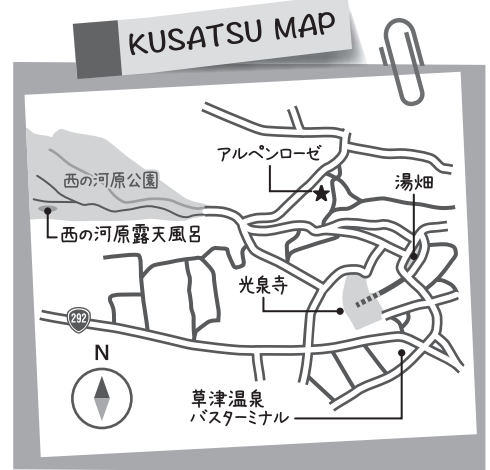 KUSATSU MAP
アルペンローゼ
西の河原公園
湯畑
西の河原露天風呂
光泉寺
292
N
草津温泉
バスターミナル